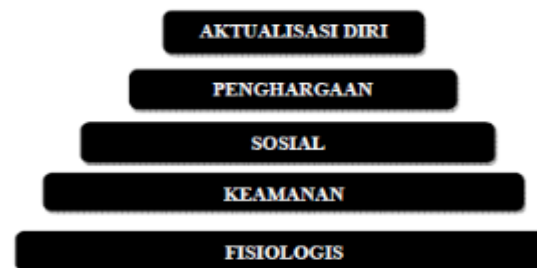 AKTUALISASI DIRI
PENGHARGAAN
SOSIAL
KEAMANAN
FISIOLOGIS